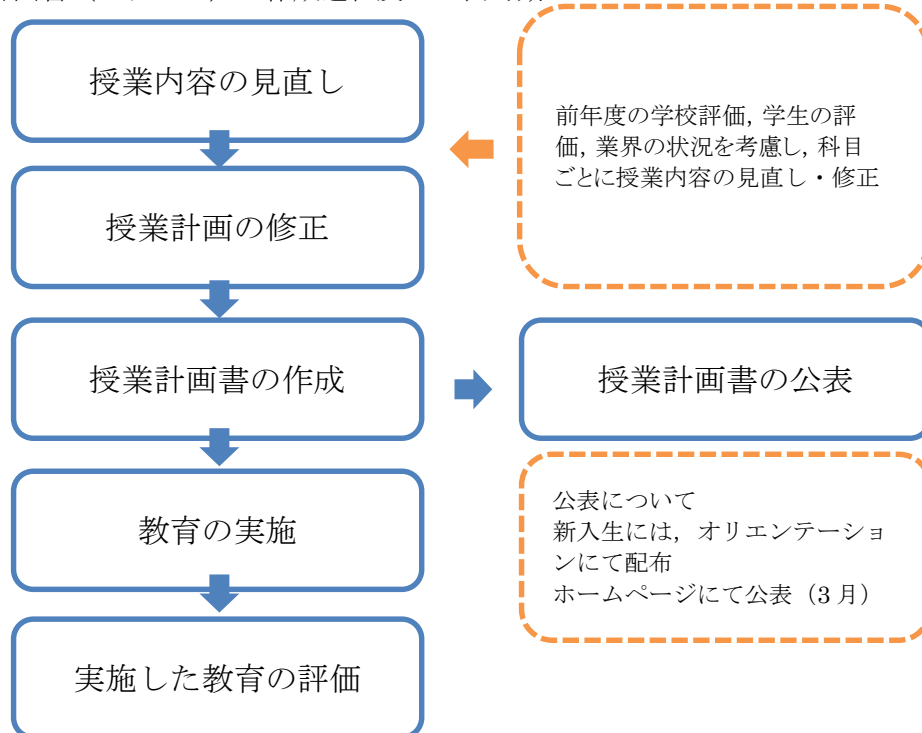 授業内容の見直し
前年度の学校評価, 学生の評
価, 業界の状況を考慮し, 科目
ごとに授業内容の見直し・修正
授業計画の修正
授業計画書の作成
授業計画書の公表
教育の実施
公表について
新入生には，オリエンテーショ
ンにて配布
ホームページにて公表（3 月）
実施した教育の評価